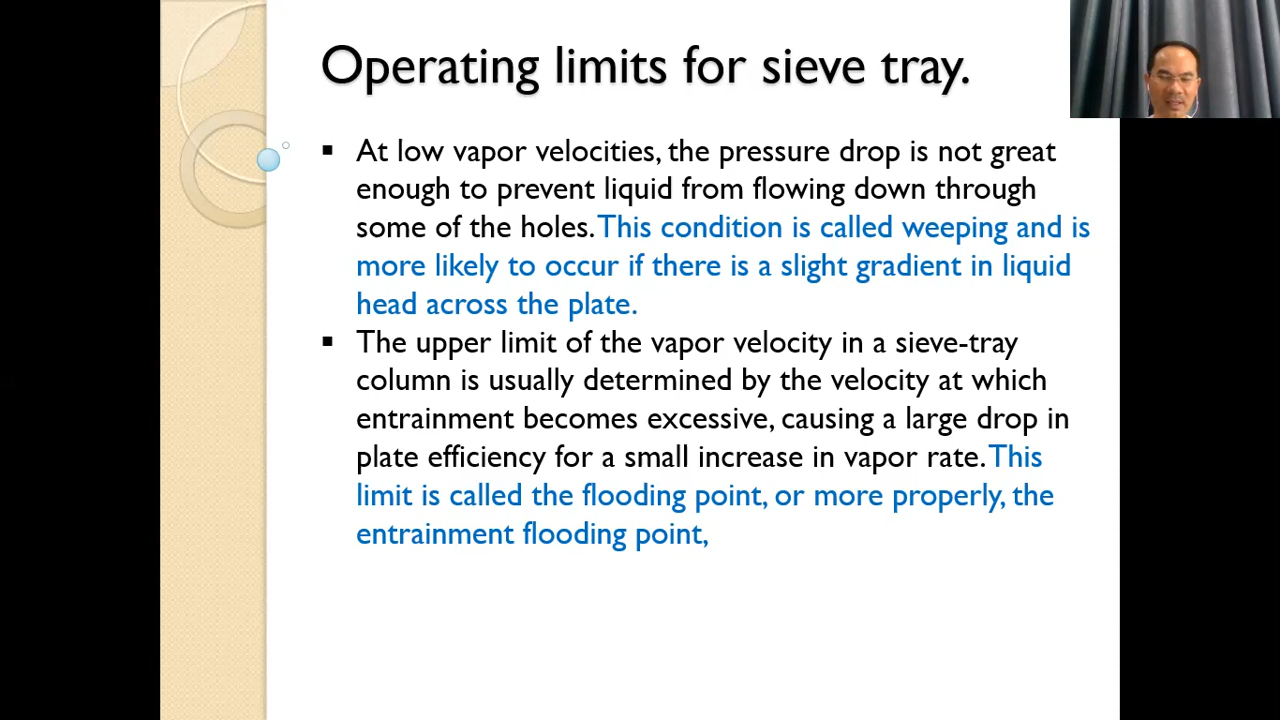 Operating limits for sieve tray.
▪ At low vapor velocities, the pressure drop is not great
enough to prevent liquid from flowing down through
some of the holes. This condition is called weeping and is
more likely to occur if there is a slight gradient in liquid
head across the plate.
▪ The upper limit of the vapor velocity in a sieve-tray
column is usually determined by the velocity at which
entrainment becomes excessive, causing a large drop in
plate efficiency for a small increase in vapor rate. This
limit is called the flooding point, or more properly, the
entrainment flooding point,